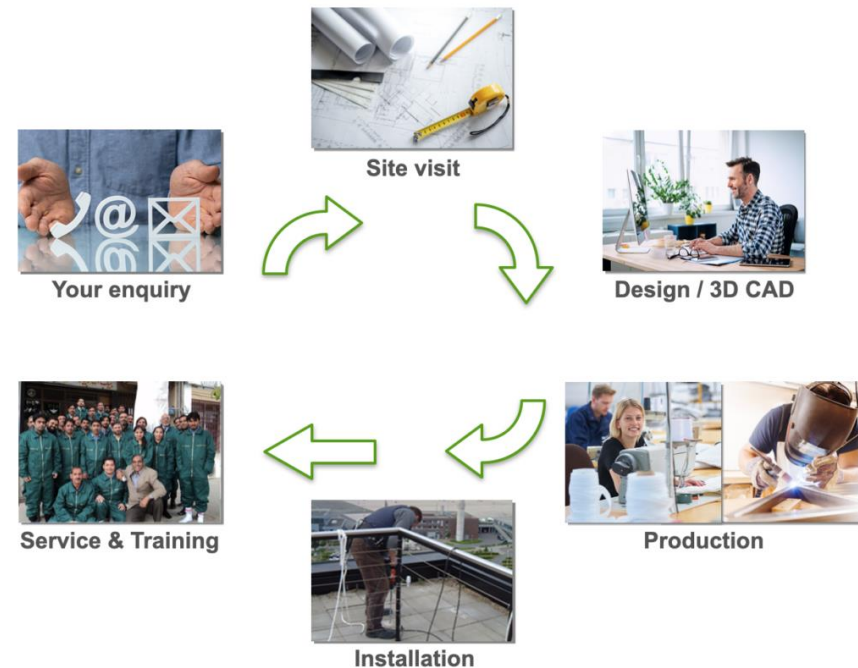 Site visit
Your enquiry
Design / 3D CAD
Service & Training
Production
Installation